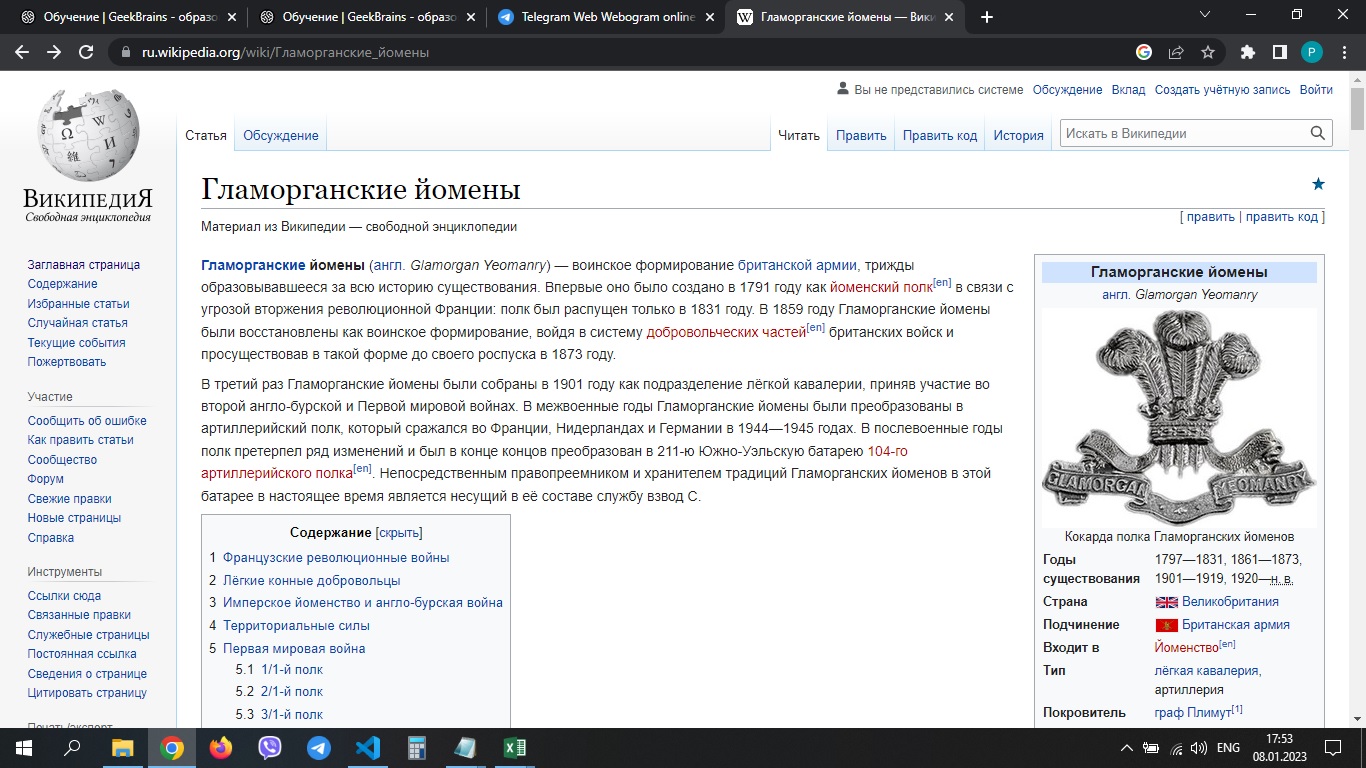 Обучение | GeekBrains - образо
Обучение | GeekBrains - образо
Telegram Web Webogram online
Гламорганские йомены — Вики
ru.wikipedia.org/wiki/Гламорганские_йомены
P
Вы не представились системе Обсуждение Вклад Создать учётную запись Войти
Статья Обсуждение
Читать Править Править код История
Искать в Википедии
ВикипедиЯ
Свободная энциклопедия
Заглавная страница
Содержание
Избранные статьи
Случайная статья
Текущие события
Пожертвовать
Участие
Сообщить об ошибке
Как править статьи
Сообщество
Форум
Свежие правки
Новые страницы
Справка
Инструменты
Ссылки сюда
Связанные правки
Служебные страницы
Постоянная ссылка
Сведения о странице
Цитировать страницу
Печать/экспорт
Гламорганские йомены
[ править | править код ]
Материал из Википедии — свободной энциклопедии
Гламорганские йомены (англ. Glamorgan Yeomanry) — воинское формирование британской армии, трижды
образовывавшееся за всю историю существования. Впервые оно было создано в 1791 году как йоменский полк[en] в связи с
угрозой вторжения революционной Франции: полк был распущен только в 1831 году. В 1859 году Гламорганские йомены
были восстановлены как воинское формирование, войдя в систему добровольческих частей[en] британских войск и
просуществовав в такой форме до своего роспуска в 1873 году.
В третий раз Гламорганские йомены были собраны в 1901 году как подразделение лёгкой кавалерии, приняв участие во
второй англо-бурской и Первой мировой войнах. В межвоенные годы Гламорганские йомены были преобразованы в
артиллерийский полк, который сражался во Франции, Нидерландах и Германии в 1944—1945 годах. В послевоенные годы
полк претерпел ряд изменений и был в конце концов преобразован в 211-ю Южно-Уэльскую батарею 104-го
артиллерийского полка[en]. Непосредственным правопреемником и хранителем традиций Гламорганских йоменов в этой
батарее в настоящее время является несущий в её составе службу взвод С.
Содержание [скрыть]
1 Французские революционные войны
2 Лёгкие конные добровольцы
3 Имперское йоменство и англо-бурская война
4 Территориальные силы
5 Первая мировая война
5.1 1/1-й полк
5.2 2/1-й полк
5.3 3/1-й полк
Гламорганские йомены
англ. Glamorgan Yeomanry
GLAMORGAN YEOMANRY
Кокарда полка Гламорганских йоменов
Годы существования 1797—1831, 1861—1873,
1901—1919, 1920—н. в.
Страна Великобритания
Подчинение Британская армия
Входит в Йоменство[en]
Тип лёгкая кавалерия,
артиллерия
Покровитель граф Плимут[1]
ENG
17:53
08.01.2023